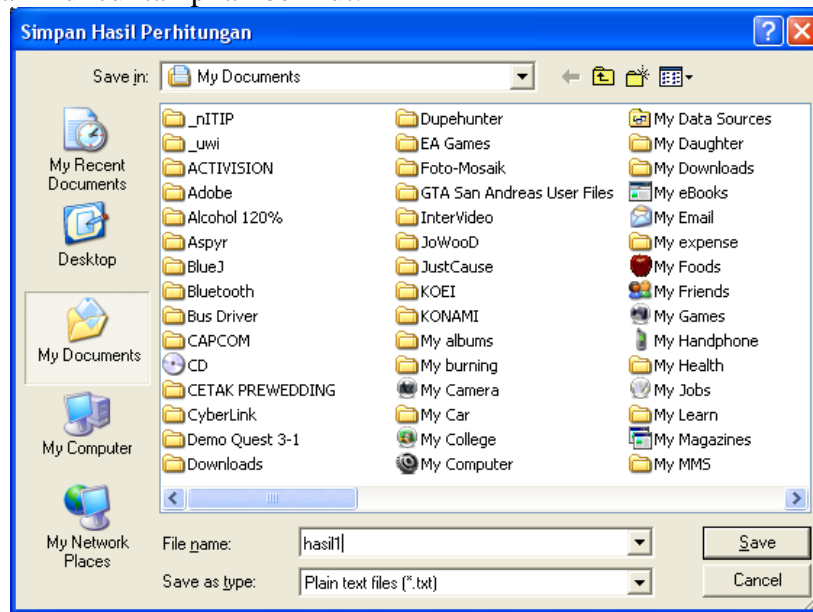 Simpan Hasil Perhitungan
Save in:
My Documents
My Recent
Documents
Desktop
My Documents
My Computer
My Network
Places
_nITIP
_uwi
ACTIVISION
Adobe
Alcohol 120%
Aspyr
BlueJ
Bluetooth
Bus Driver
CAPCOM
CD
CETAK PREWEDDING
CyberLink
Demo Quest 3-1
Downloads
Dupehunter
EA Games
Foto-Mosaik
GTA San Andreas User Files
InterVideo
JoWooD
JustCause
KOEI
KONAMI
My albums
My burning
My Camera
My Car
My College
My Computer
My Data Sources
My Daughter
My Downloads
My eBooks
My Email
My expense
My Foods
My Friends
My Games
My Handphone
My Health
My Jobs
My Learn
My Magazines
My MMS
File name:
hasil1
Save
Save as type:
Plain text files (*.txt)
Cancel